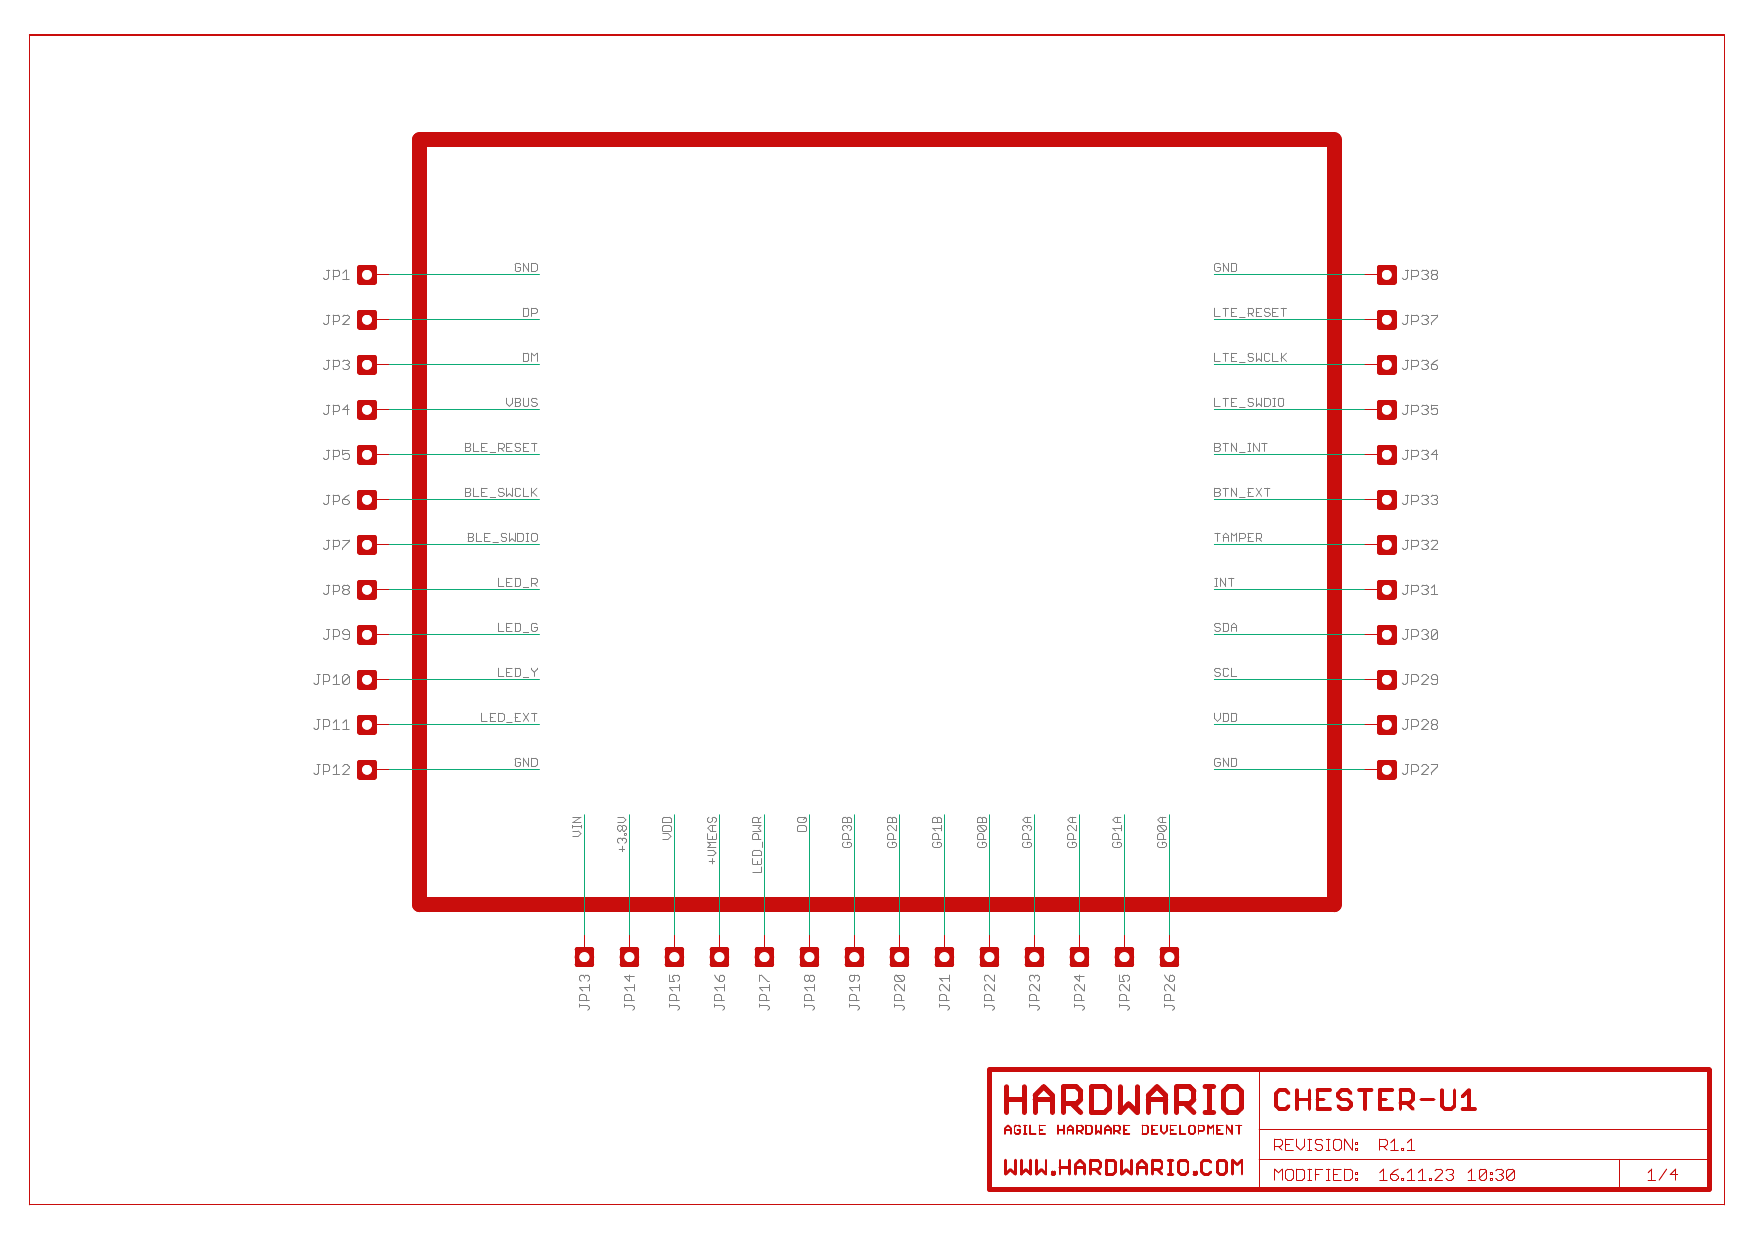 JP1 GND GND JP38
JP2 DP LTE_RESET JP37
JP3 DM LTE_SWCLK JP36
JP4 VBUS LTE_SWDIO JP35
JP5 BLE_RESET BTN_INT JP34
JP6 BLE_SWCLK BTN_EXT JP33
JP7 BLE_SWDIO TAMPER JP32
JP8 LED_R INT JP31
JP9 LED_G SDA JP30
JP10 LED_Y SCL JP29
JP11 LED_EXT VDD JP28
JP12 GND GND JP27
VIN +3.8V VDD +VMEAS LED_PWR DQ GP3B GP2B GP1B GP0B GP3A GP2A GP1A GP0A
JP13 JP14 JP15 JP16 JP17 JP18 JP19 JP20 JP21 JP22 JP23 JP24 JP25 JP26
HARDWARIO
AGILE HARDWARE DEVELOPMENT
WWW.HARDWARIO.COM
CHESTER-U1
REVISION: R1.1
MODIFIED: 16.11.23 10:30 1/4